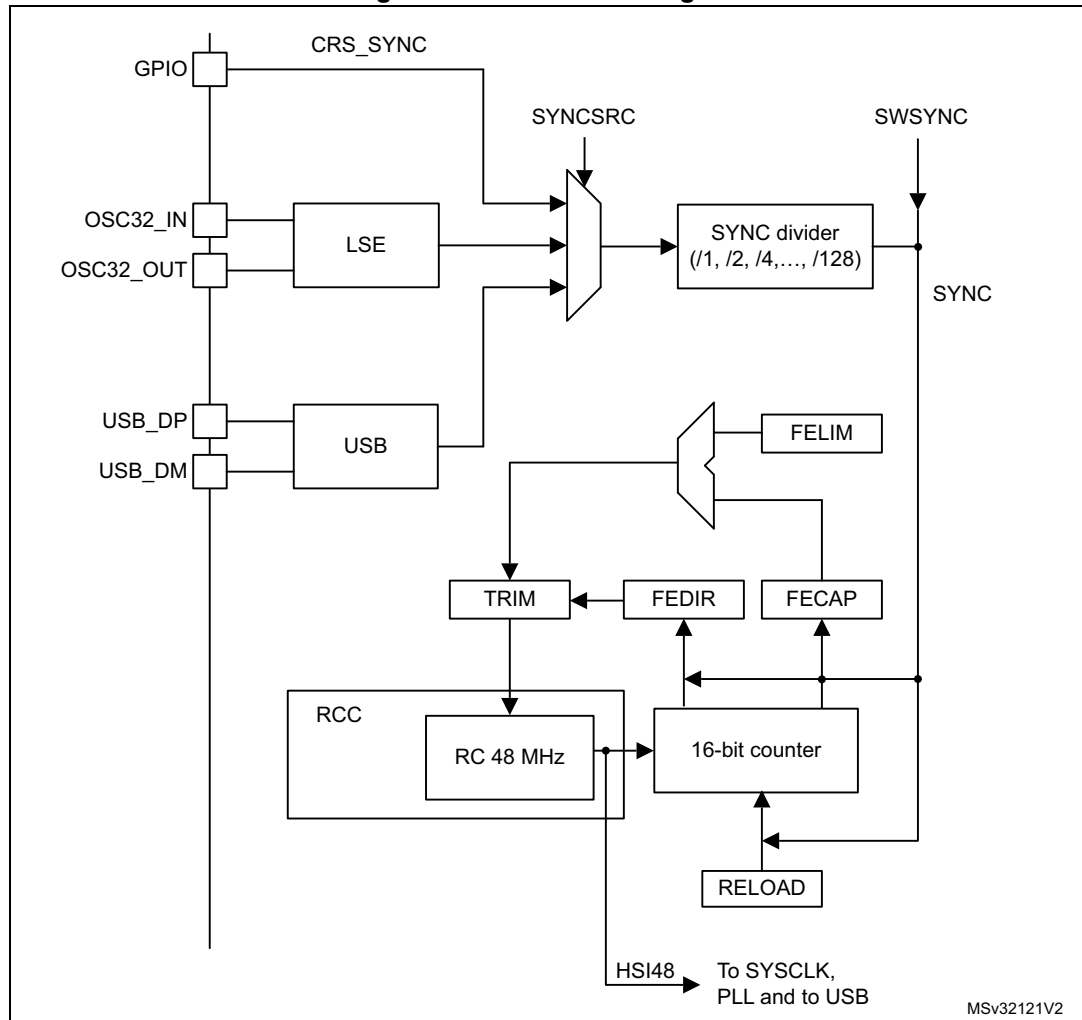 CRS_SYNC
GPIO
SYNCSRC
SWSYNC
OSC32_IN
LSE
SYNC divider
(/1, /2, /4,…, /128)
OSC32_OUT
SYNC
USB_DP
FELIM
USB
USB_DM
TRIM
FEDIR
FECAP
RCC
RC 48 MHz
16-bit counter
RELOAD
HSI48
To SYSCLK,
PLL and to USB
MSv32121V2